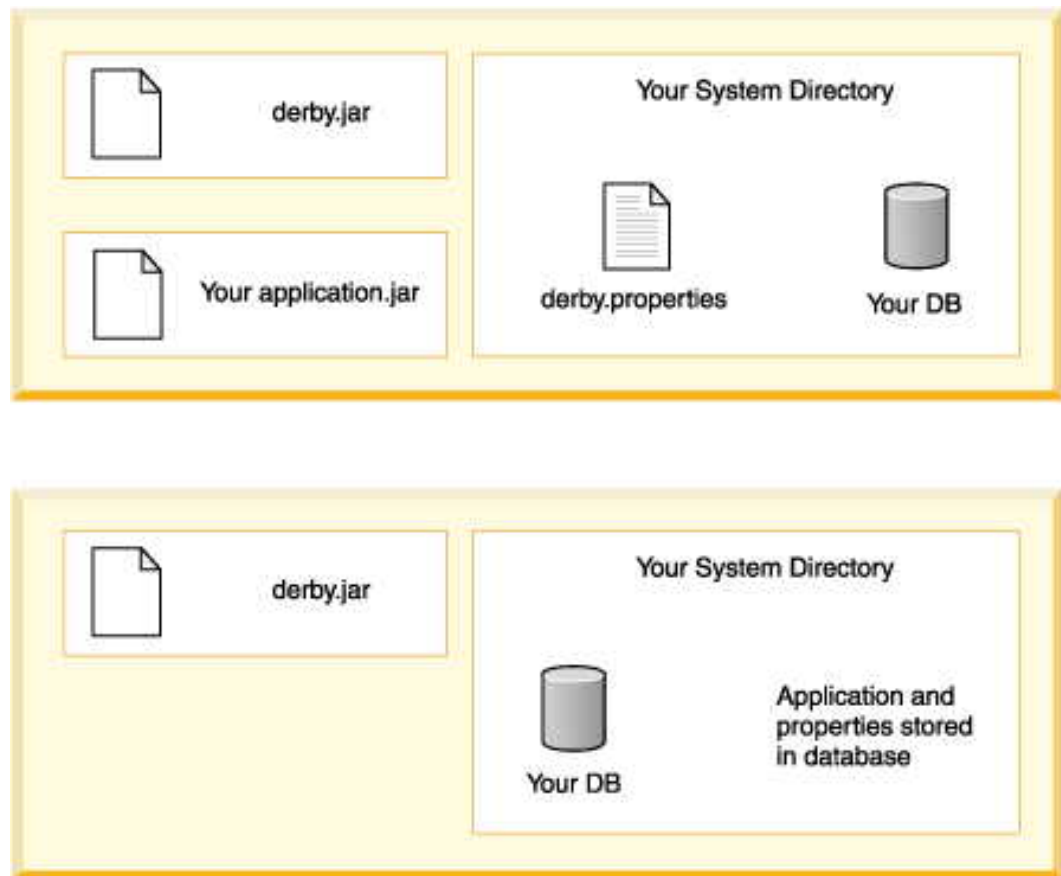 derby.jar
Your application.jar
Your System Directory
derby.properties
Your DB
derby.jar
Your System Directory
Your DB
Application and
properties stored
in database